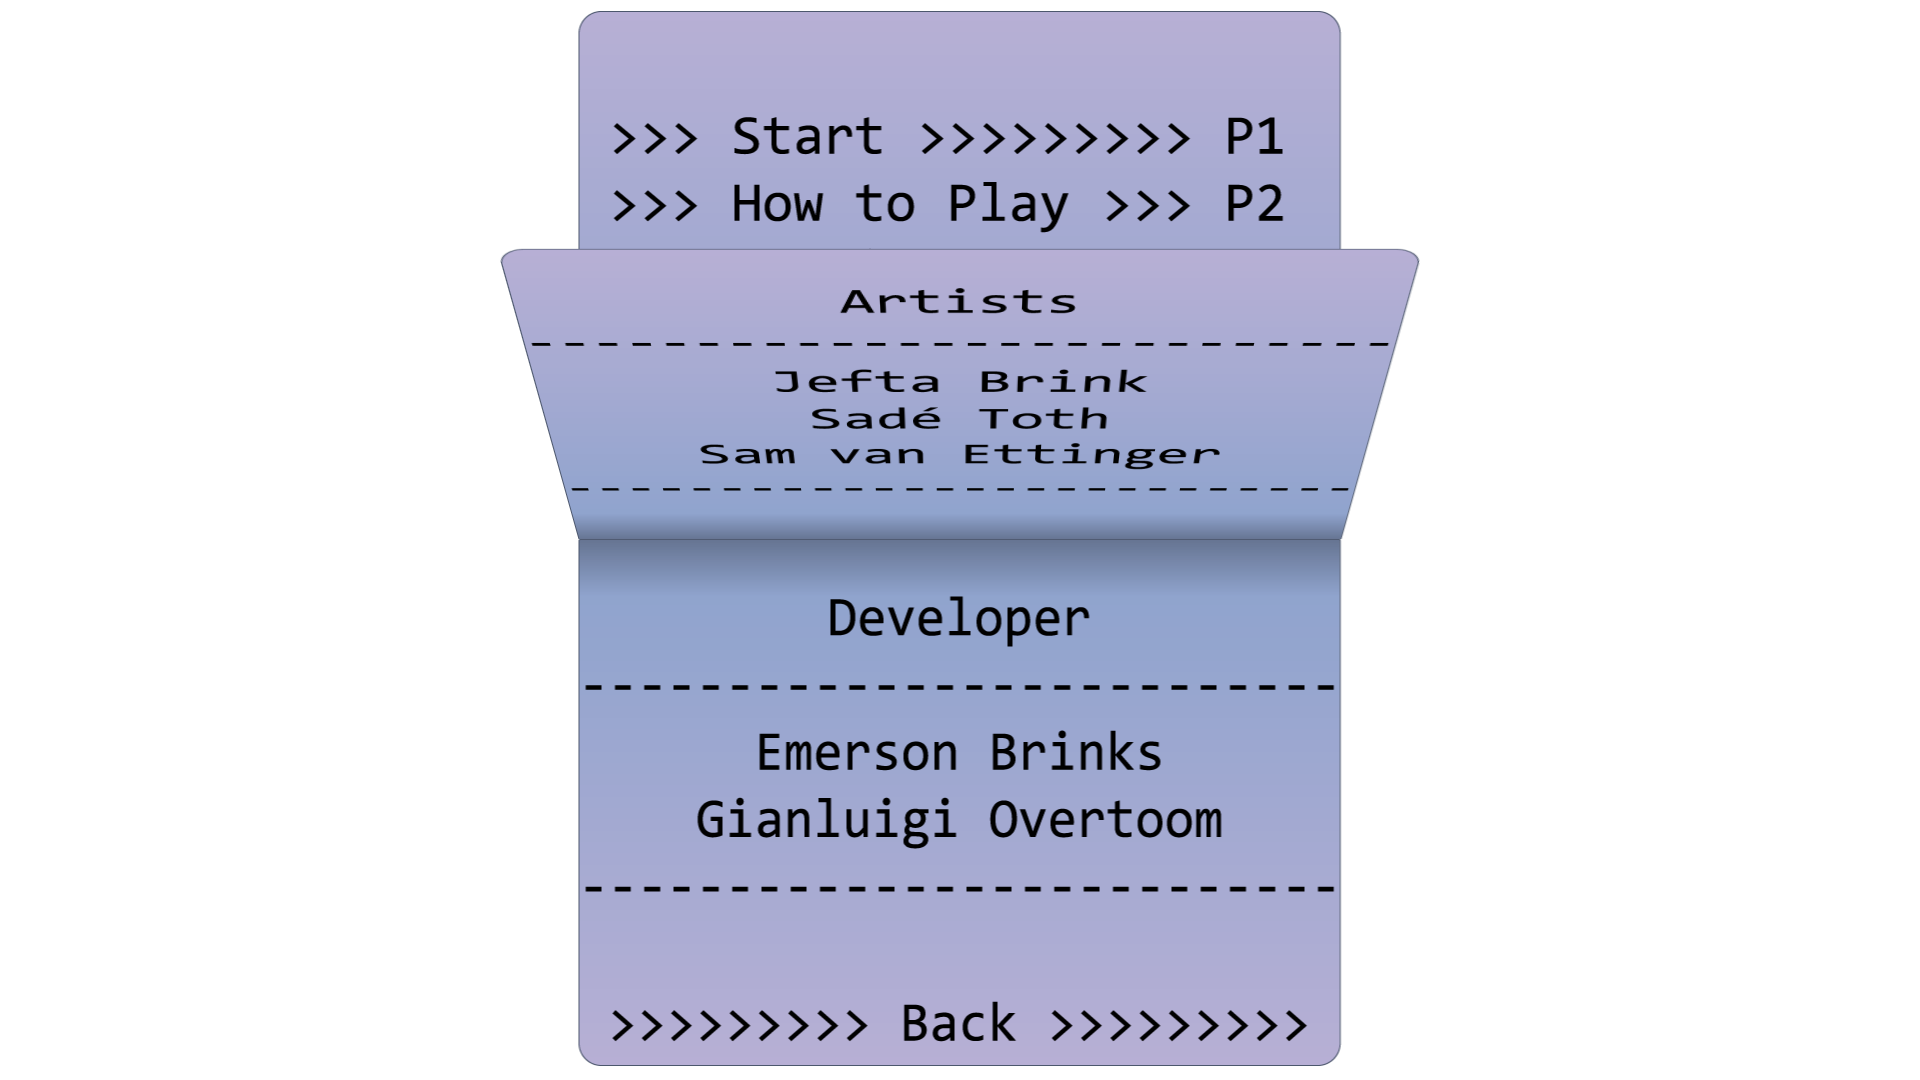 >>> Start >>>>>>>>> P1
>>> How to Play >>> P2
Artists
--------------------------
Jefta Brink
Sadé Toth
Sam van Ettinger
--------------------------
Developer
--------------------------
Emerson Brinks
Gianluigi Overtoom
--------------------------
>>>>>>>>> Back >>>>>>>>>